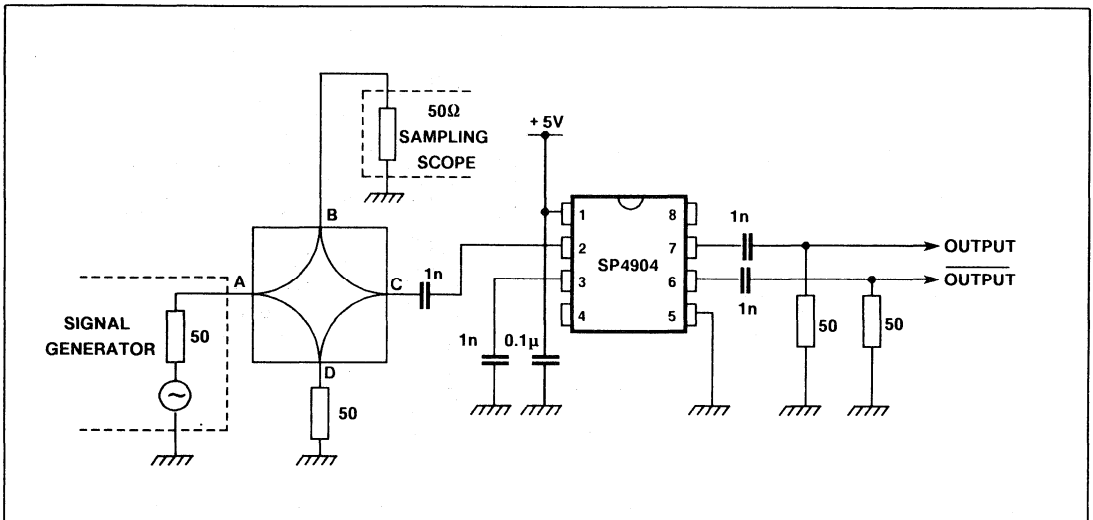 50Ω
SAMPLING
SCOPE
+ 5V
B
1
8
1n
2
7
OUTPUT
SP4904
A
C
1n
3
6
OUTPUT
SIGNAL
GENERATOR
50
1n
4
5
50
50
1n
0.1μ
D
50